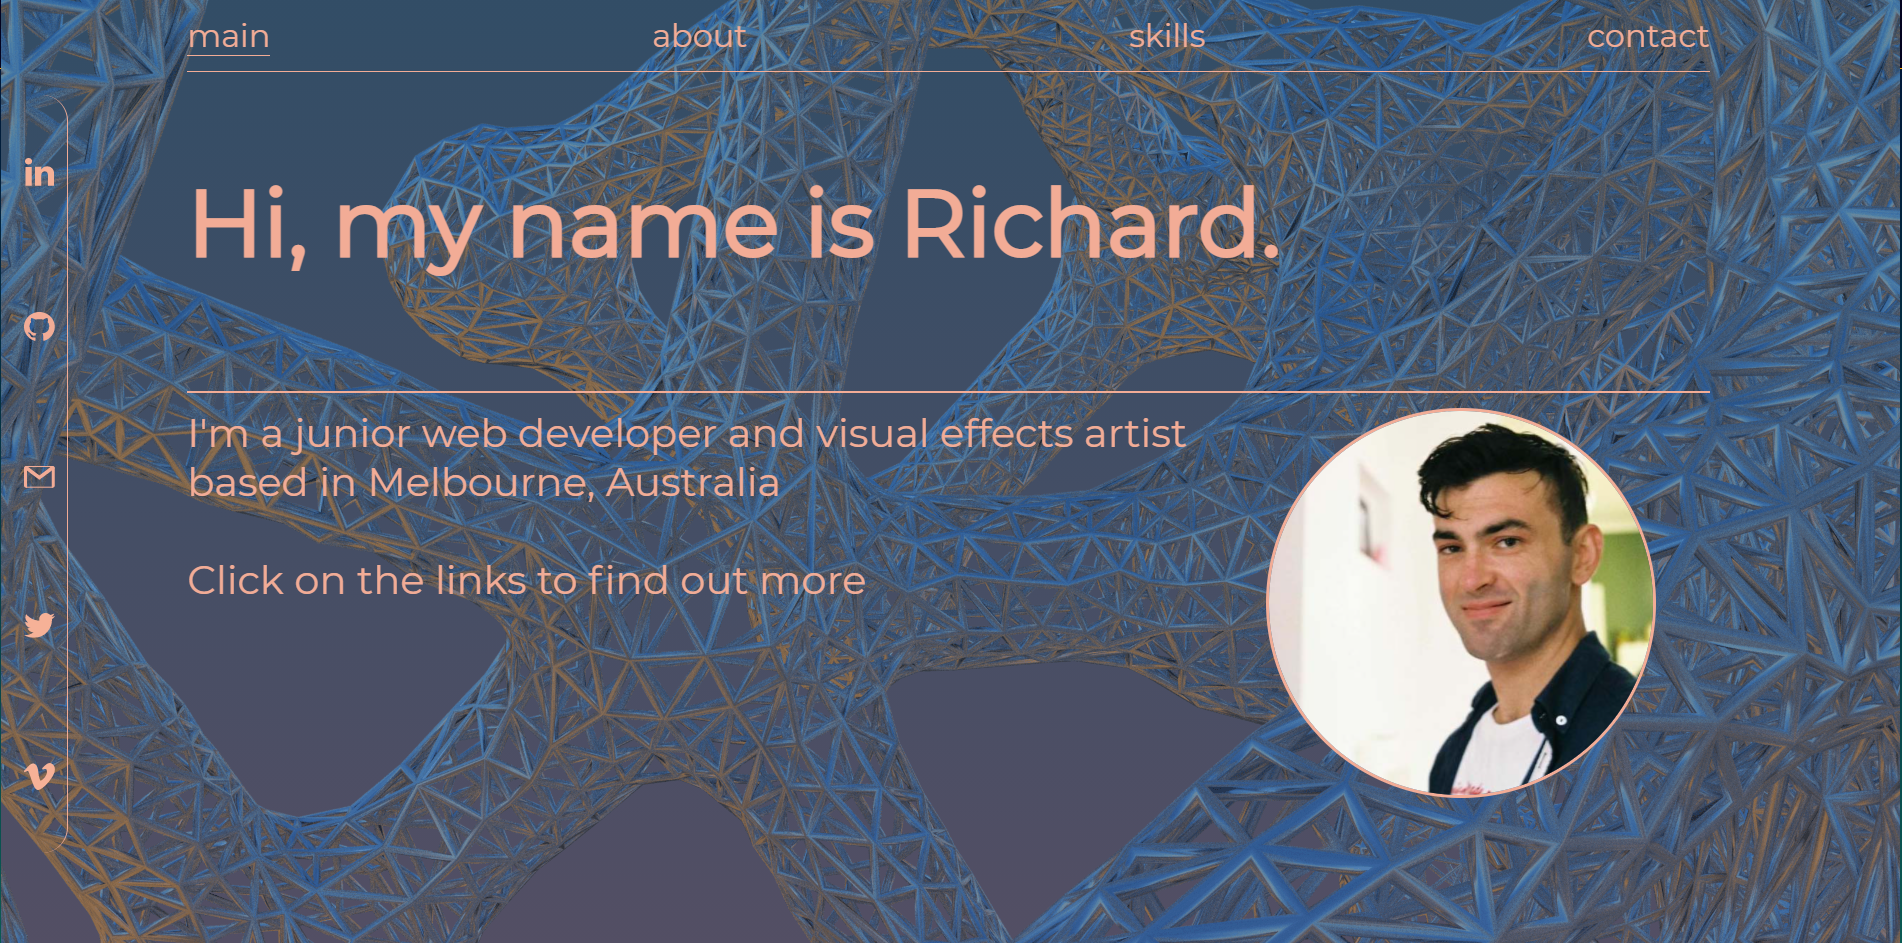 main
about
skills
contact
in
Hi, my name is Richard.
I'm a junior web developer and visual effects artist
based in Melbourne, Australia
Click on the links to find out more